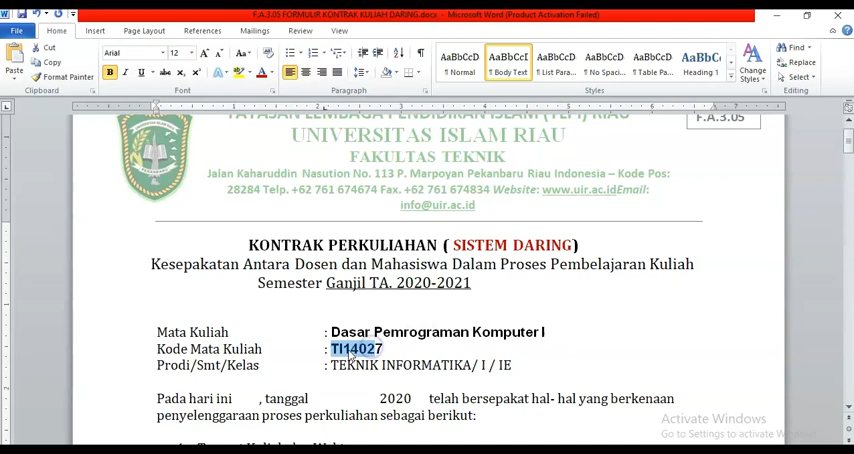 F.A.3.05 FORMULIR KONTRAK KULIAH DARING.docx - Microsoft Word (Product Activation Failed)
File Home Insert Page Layout References Mailings Review View
Paste Cut Copy Format Painter
Clipboard
Arial 12
Font
Paragraph
AaBbCcD ¶ Normal
AaBbCcI ¶ Body Text
AaBbCcD ¶ List Para...
AaBbCcD ¶ No Spaci...
AaBbCcD ¶ Table Pa...
AaBbC Heading 1
Change Styles
Styles
Find Replace Select
Editing
YAYASAN LEMBAGA PENDIDIKAN ISLAM (YLPI) RIAU
F.A.3.05
UNIVERSITAS ISLAM RIAU
FAKULTAS TEKNIK
Jalan Kaharuddin Nasution No. 113 P. Marpoyan Pekanbaru Riau Indonesia – Kode Pos:
28284 Telp. +62 761 674674 Fax. +62 761 674834 Website: www.uir.ac.idEmail:
info@uir.ac.id
KONTRAK PERKULIAHAN ( SISTEM DARING)
Kesepakatan Antara Dosen dan Mahasiswa Dalam Proses Pembelajaran Kuliah
Semester Ganjil TA. 2020-2021
Mata Kuliah : Dasar Pemrograman Komputer I
Kode Mata Kuliah : TI14027
Prodi/Smt/Kelas : TEKNIK INFORMATIKA/ I / IE
Pada hari ini , tanggal 2020 telah bersepakat hal- hal yang berkenaan
penyelenggaraan proses perkuliahan sebagai berikut:
Activate Windows
Go to Settings to activate Windows.